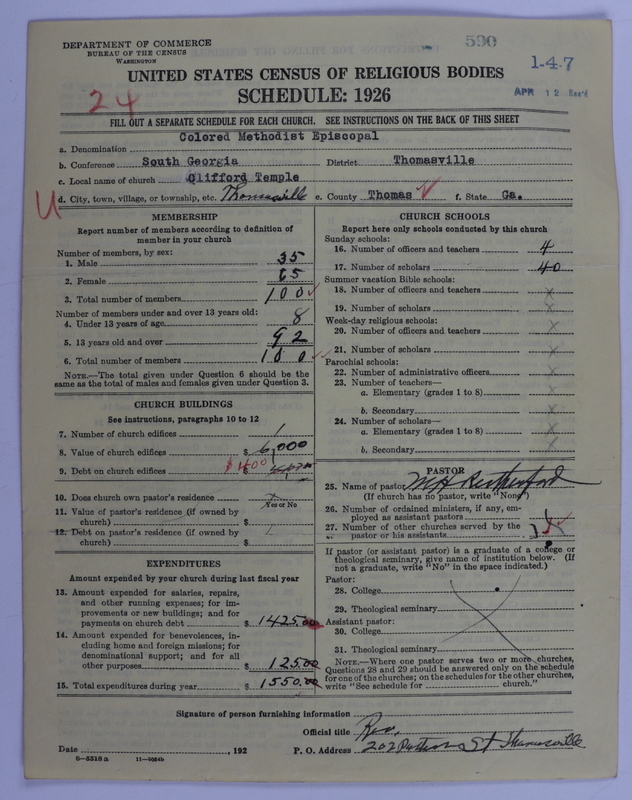 DEPARTMENT OF COMMERCE
BUREAU OF THE CENSUS
WASHINGTON
590
1-4-7
UNITED STATES CENSUS OF RELIGIOUS BODIES
SCHEDULE: 1926
24
APR 12 Rec'd
FILL OUT A SEPARATE SCHEDULE FOR EACH CHURCH. SEE INSTRUCTIONS ON THE BACK OF THIS SHEET
a. Denomination Colored Methodist Episcopal
b. Conference South Georgia District Thomasville
c. Local name of church Clifford Temple
U d. City, town, village, or township, etc. Thomasville e. County Thomas f. State Ga.
MEMBERSHIP
Report number of members according to definition of
member in your church
Number of members, by sex:
1. Male 35
2. Female 65
3. Total number of members 100
Number of members under and over 13 years old:
4. Under 13 years of age 8
5. 13 years old and over 92
6. Total number of members 100
NOTE.—The total given under Question 6 should be the
same as the total of males and females given under Question 3.
CHURCH BUILDINGS
See instructions, paragraphs 10 to 12
7. Number of church edifices 1
8. Value of church edifices $ 6,000
9. Debt on church edifices $
10. Does church own pastor's residence x
Yes or No
11. Value of pastor's residence (if owned by
church) $
12. Debt on pastor's residence (if owned by
church) $
EXPENDITURES
Amount expended by your church during last fiscal year
13. Amount expended for salaries, repairs,
and other running expenses; for im-
provements or new buildings; and for
payments on church debt $ 1425.00
14. Amount expended for benevolences, in-
cluding home and foreign missions; for
denominational support; and for all
other purposes $ 125.00
15. Total expenditures during year $ 1550.00
CHURCH SCHOOLS
Report here only schools conducted by this church
Sunday schools:
16. Number of officers and teachers 4
17. Number of scholars 40
Summer vacation Bible schools:
18. Number of officers and teachers x
19. Number of scholars x
Week-day religious schools:
20. Number of officers and teachers x
21. Number of scholars x
Parochial schools:
22. Number of administrative officers x
23. Number of teachers—
a. Elementary (grades 1 to 8) x
b. Secondary x
24. Number of scholars—
a. Elementary (grades 1 to 8) x
b. Secondary x
PASTOR
25. Name of pastor M H Rutherford
(If church has no pastor, write "None")
26. Number of ordained ministers, if any, em-
ployed as assistant pastors
27. Number of other churches served by the
pastor or his assistants
If pastor (or assistant pastor) is a graduate of a college or
theological seminary, give name of institution below. (If
not a graduate, write "No" in the space indicated.)
Pastor:
28. College
29. Theological seminary
Assistant pastor:
30. College
31. Theological seminary
NOTE.—Where one pastor serves two or more churches,
Questions 28 and 29 should be answered only on the schedule
for one of the churches; on the schedules for the other churches,
write "See schedule for church."
Signature of person furnishing information
Official title Rev.
Date , 192 P. O. Address 202 St Thomasville
8—5318 a 11—9024b